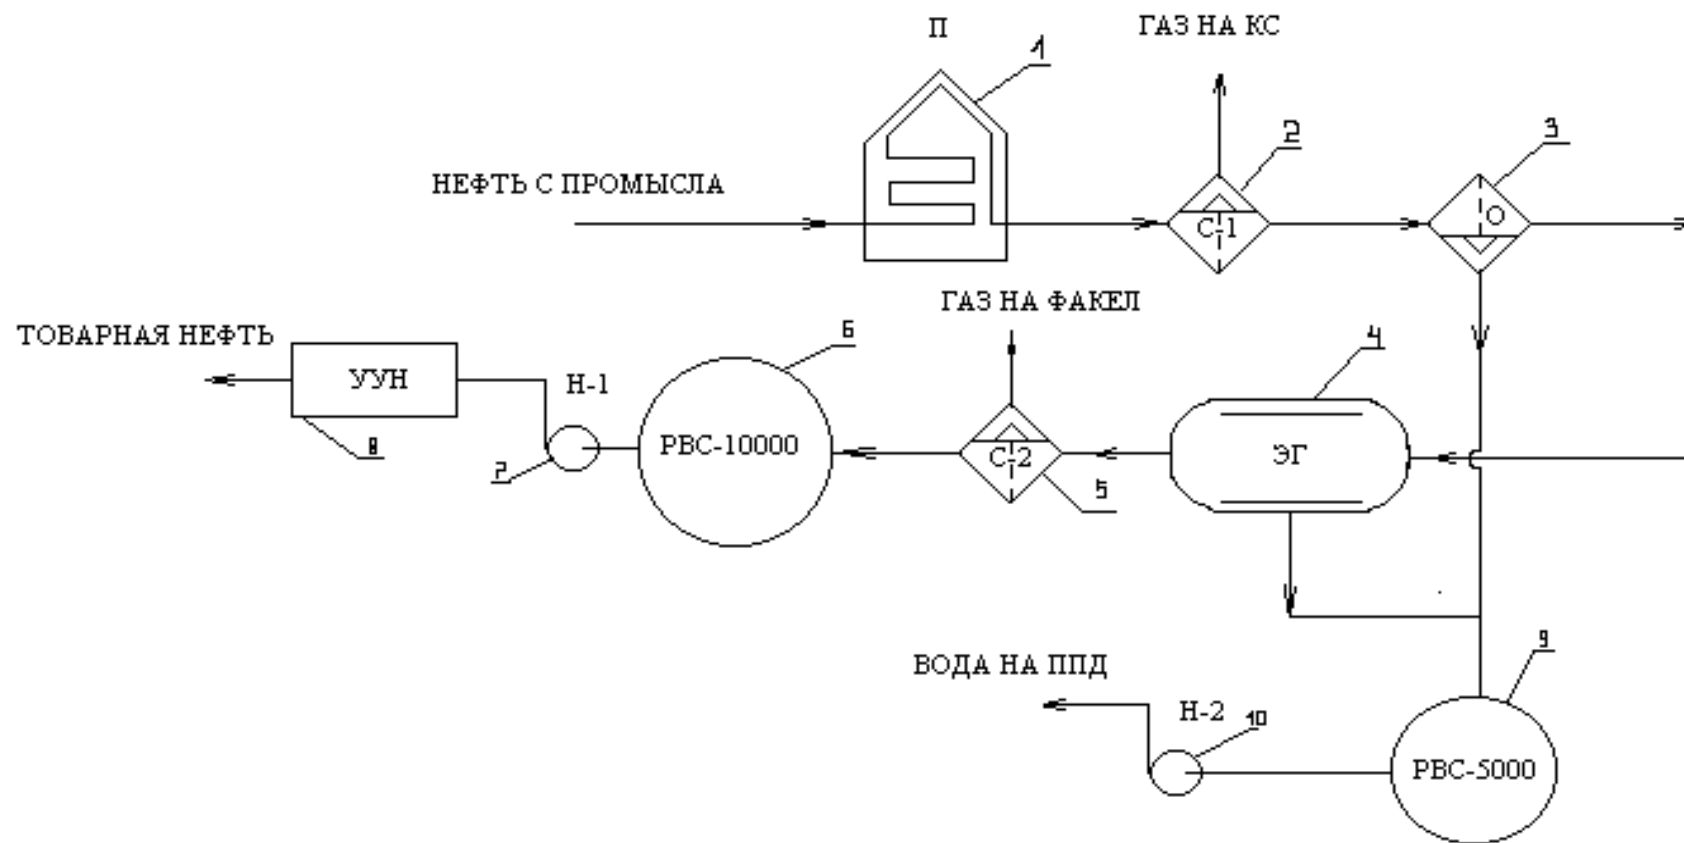 П
ГАЗ НА КС
1
2
3
НЕФТЬ С ПРОМЫСЛА
С-1
О
ГАЗ НА ФАКЕЛ
ТОВАРНАЯ НЕФТЬ
6
4
УУН
Н-1
РВС-10000
С-2
ЭГ
8
7
5
9
ВОДА НА ППД
Н-2
10
РВС-5000